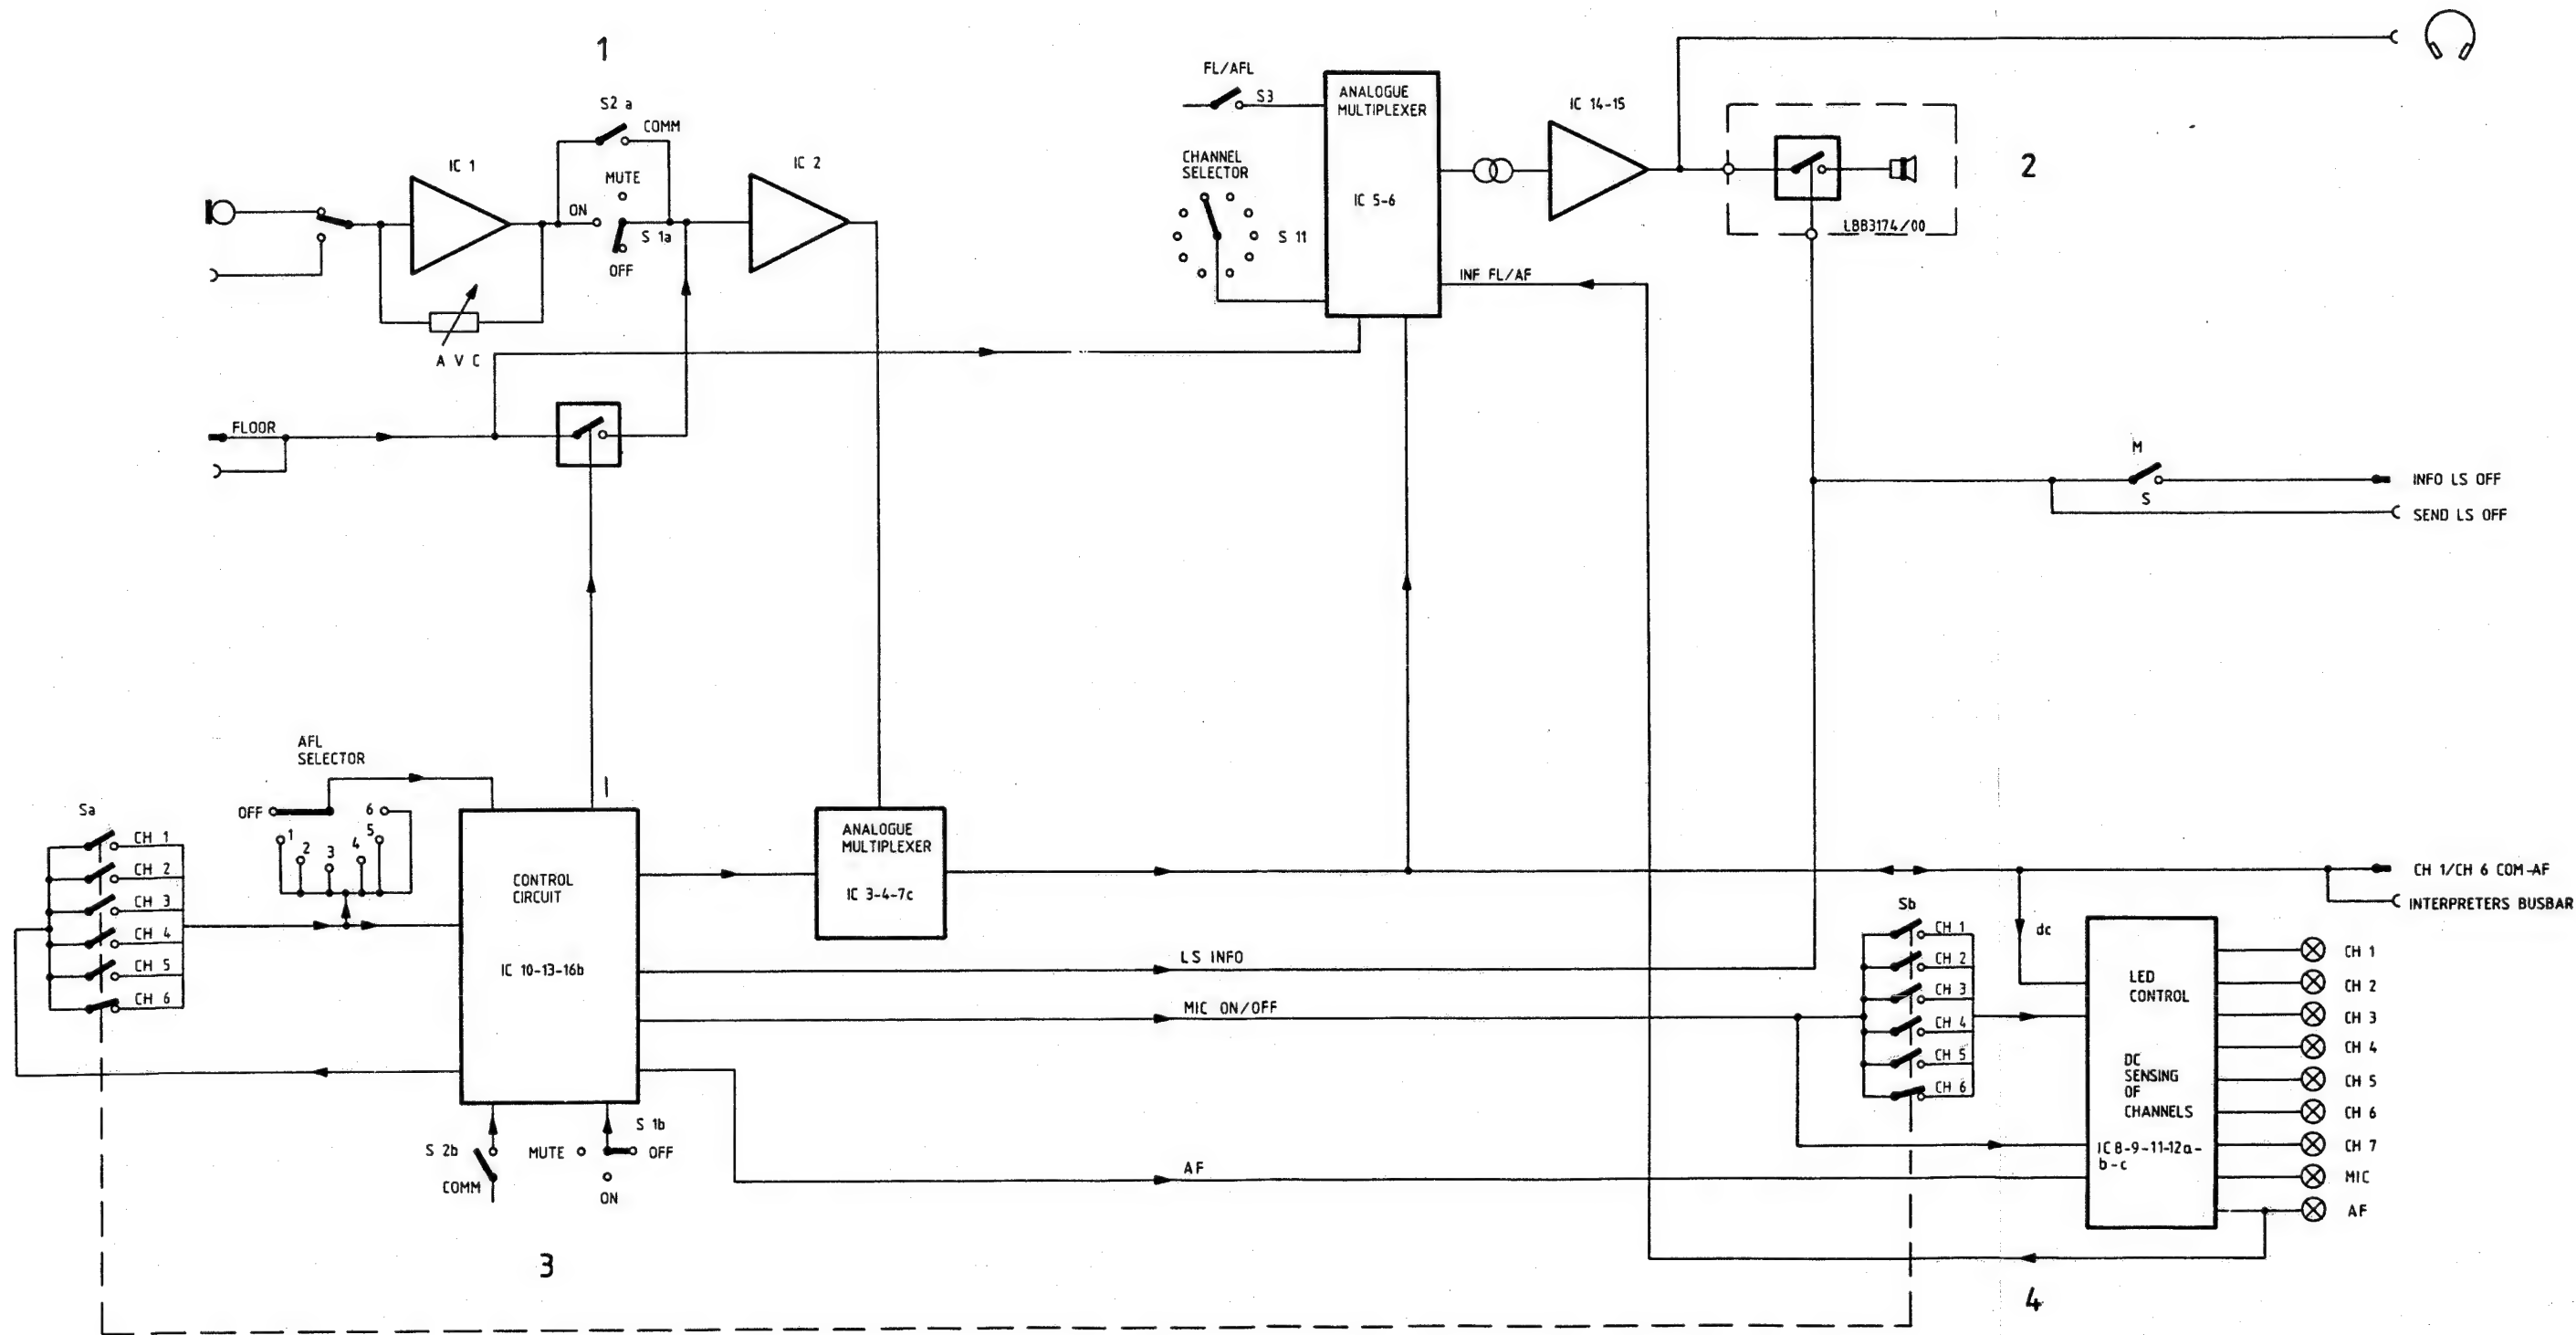 1
S2 a
COMM
IC 1
IC 2
MUTE
ON
S 1a
OFF
A V C
FLOOR
FL/AFL
S3
ANALOGUE
MULTIPLEXER
IC 5-6
CHANNEL
SELECTOR
S 11
INF FL/AF
IC 14-15
2
LBB3174/00
M
S
INFO LS OFF
SEND LS OFF
AFL
SELECTOR
OFF
1
2
3
4
5
6
Sa
CH 1
CH 2
CH 3
CH 4
CH 5
CH 6
CONTROL
CIRCUIT
IC 10-13-16b
ANALOGUE
MULTIPLEXER
IC 3-4-7c
LS INFO
MIC ON/OFF
AF
S 2b
COMM
S 1b
MUTE
OFF
ON
3
CH 1/CH 6 COM-AF
INTERPRETERS BUSBAR
dc
Sb
CH 1
CH 2
CH 3
CH 4
CH 5
CH 6
LED
CONTROL
DC
SENSING
OF
CHANNELS
IC8-9-11-12a-
b-c
CH 1
CH 2
CH 3
CH 4
CH 5
CH 6
CH 7
MIC
AF
4